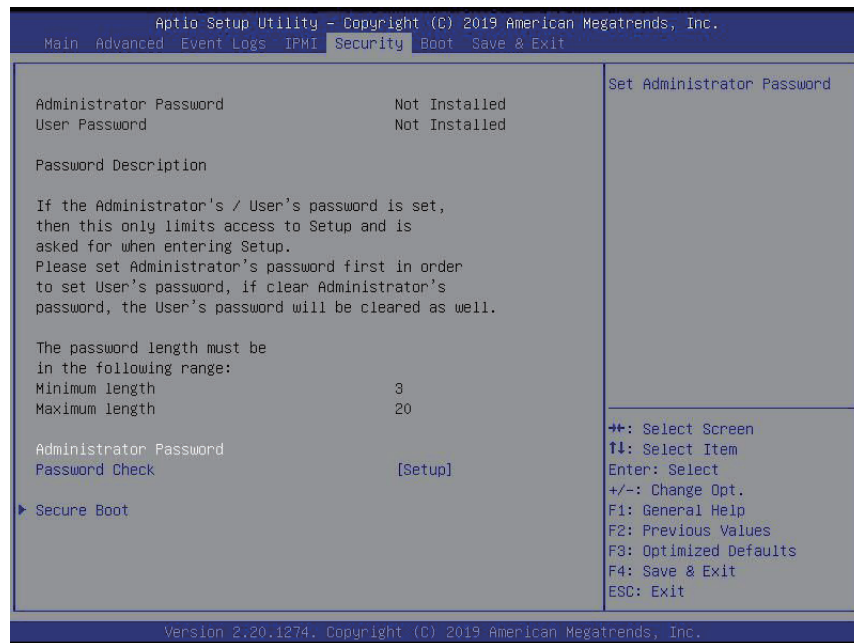 Aptio Setup Utility – Copyright (C) 2019 American Megatrends, Inc.
Main Advanced Event Logs IPMI Security Boot Save & Exit
Administrator Password Not Installed
User Password Not Installed
Password Description
If the Administrator's / User's password is set,
then this only limits access to Setup and is
asked for when entering Setup.
Please set Administrator's password first in order
to set User's password, if clear Administrator's
password, the User's password will be cleared as well.
The password length must be
in the following range:
Minimum length 3
Maximum length 20
Administrator Password
Password Check [Setup]
Secure Boot
Set Administrator Password
→←: Select Screen
↑↓: Select Item
Enter: Select
+/-: Change Opt.
F1: General Help
F2: Previous Values
F3: Optimized Defaults
F4: Save & Exit
ESC: Exit
Version 2.20.1274. Copyright (C) 2019 American Megatrends, Inc.